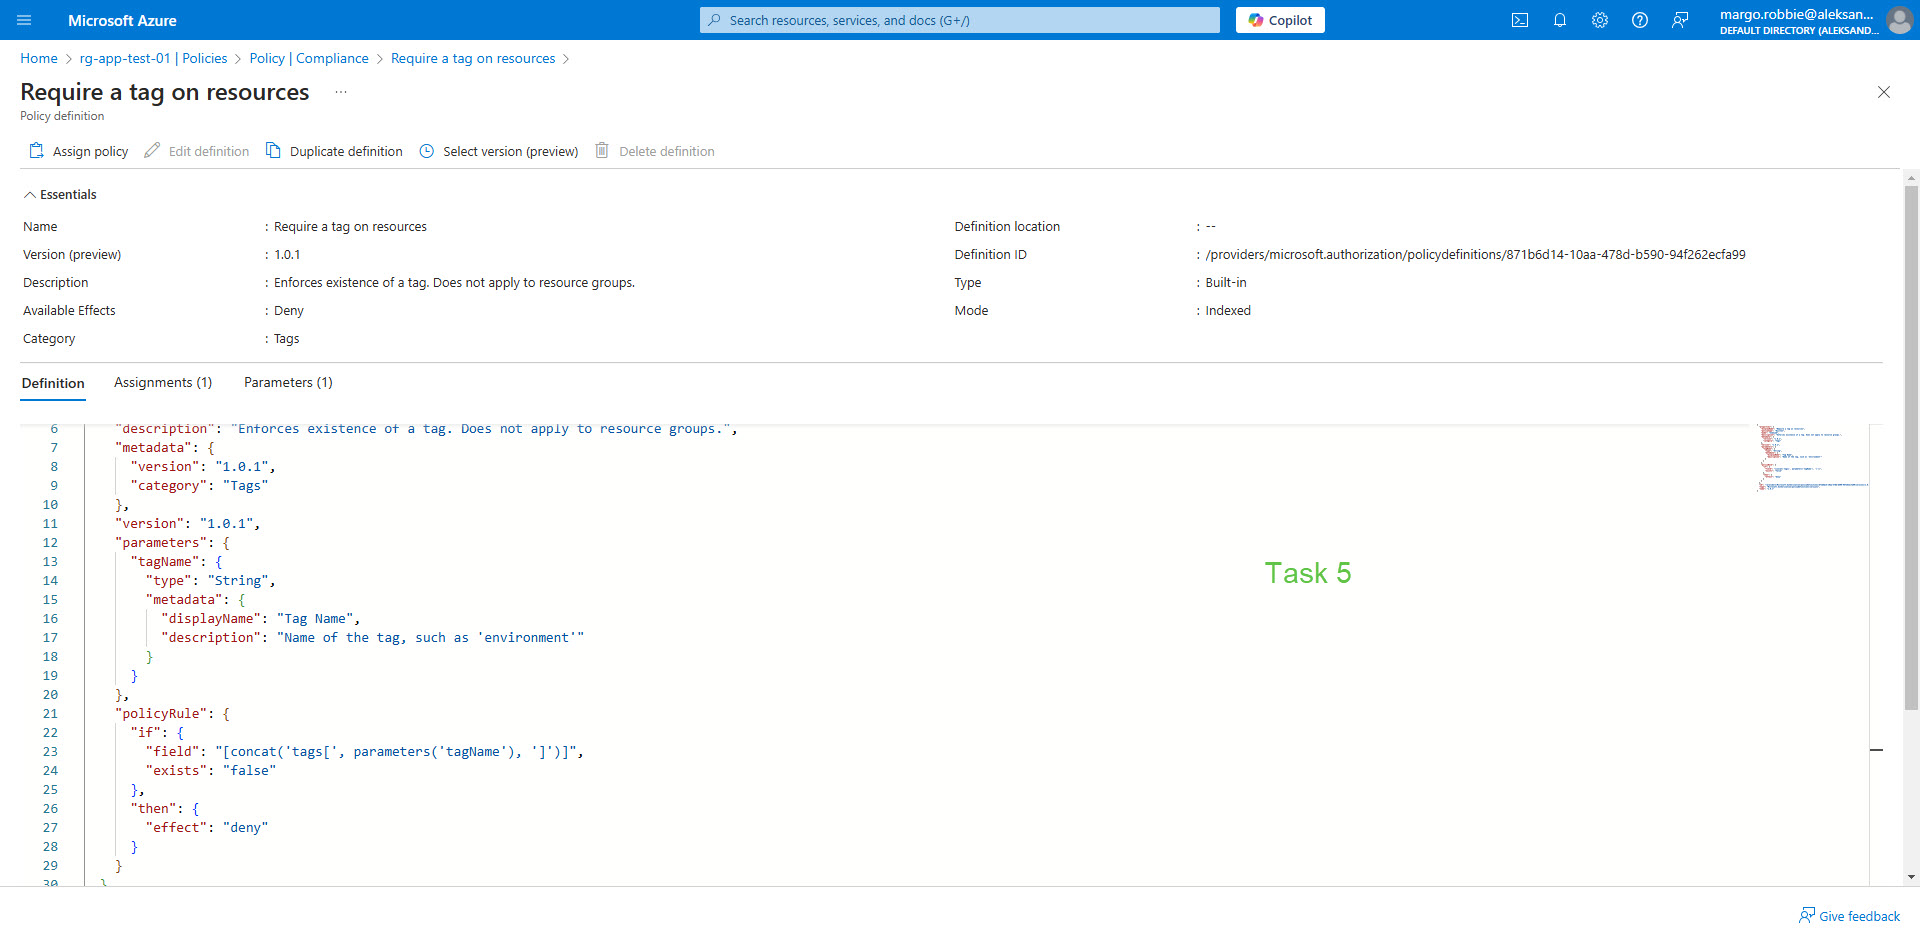 Microsoft Azure
Search resources, services, and docs (G+/)
Copilot
margo.robbie@aleksan...
DEFAULT DIRECTORY (ALEKSAND...
Home > rg-app-test-01 | Policies > Policy | Compliance > Require a tag on resources >
Require a tag on resources ...
Policy definition
Assign policy Edit definition Duplicate definition Select version (preview) Delete definition
Essentials
Name : Require a tag on resources
Version (preview) : 1.0.1
Description : Enforces existence of a tag. Does not apply to resource groups.
Available Effects : Deny
Category : Tags
Definition location : --
Definition ID : /providers/microsoft.authorization/policydefinitions/871b6d14-10aa-478d-b590-94f262ecfa99
Type : Built-in
Mode : Indexed
Definition Assignments (1) Parameters (1)
6 "description": "Enforces existence of a tag. Does not apply to resource groups.",
7 "metadata": {
8 "version": "1.0.1",
9 "category": "Tags"
10 },
11 "version": "1.0.1",
12 "parameters": {
13 "tagName": {
14 "type": "String",
15 "metadata": {
16 "displayName": "Tag Name",
17 "description": "Name of the tag, such as 'environment'"
18 }
19 }
20 },
21 "policyRule": {
22 "if": {
23 "field": "[concat('tags[', parameters('tagName'), ']')]",
24 "exists": "false"
25 },
26 "then": {
27 "effect": "deny"
28 }
29 }
30 }
Task 5
Give feedback